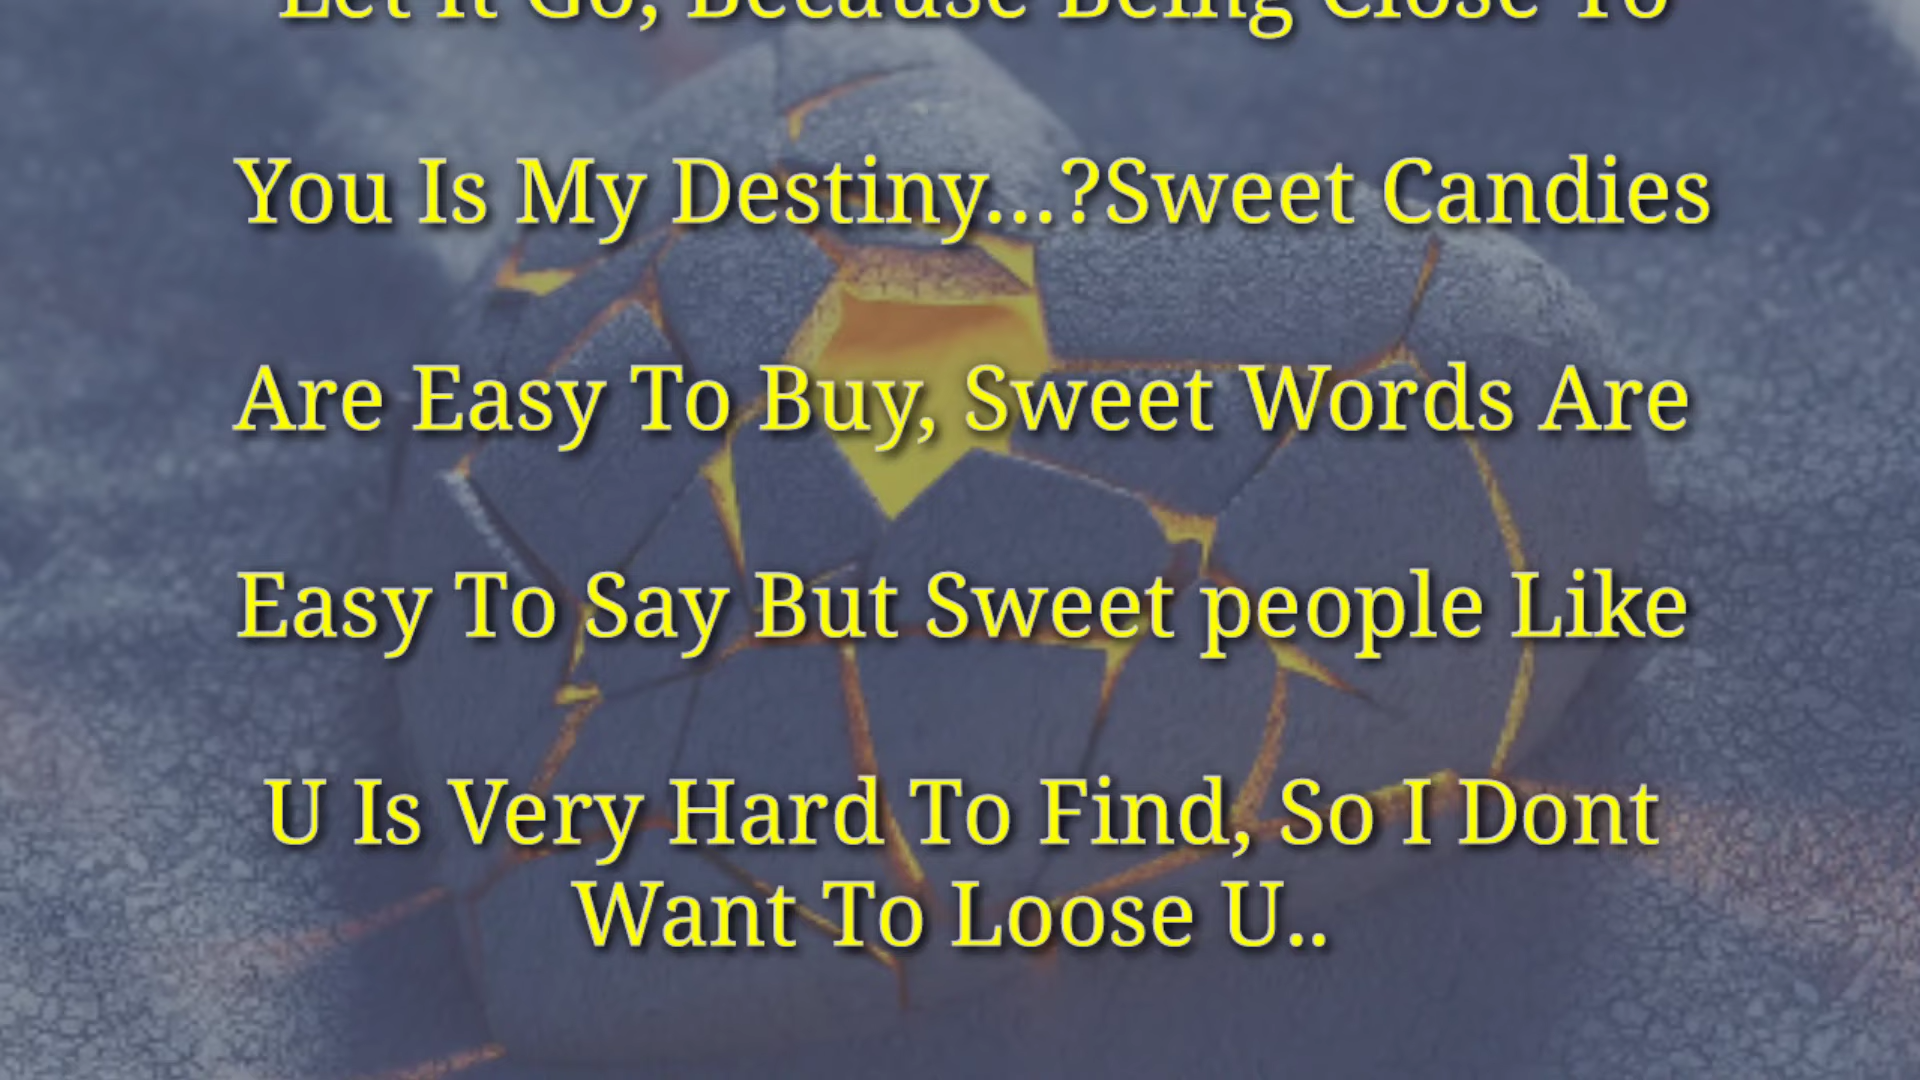 Let It Go, Because Being Close To
You Is My Destiny...?Sweet Candies
Are Easy To Buy, Sweet Words Are
Easy To Say But Sweet people Like
U Is Very Hard To Find, So I Dont
Want To Loose U..